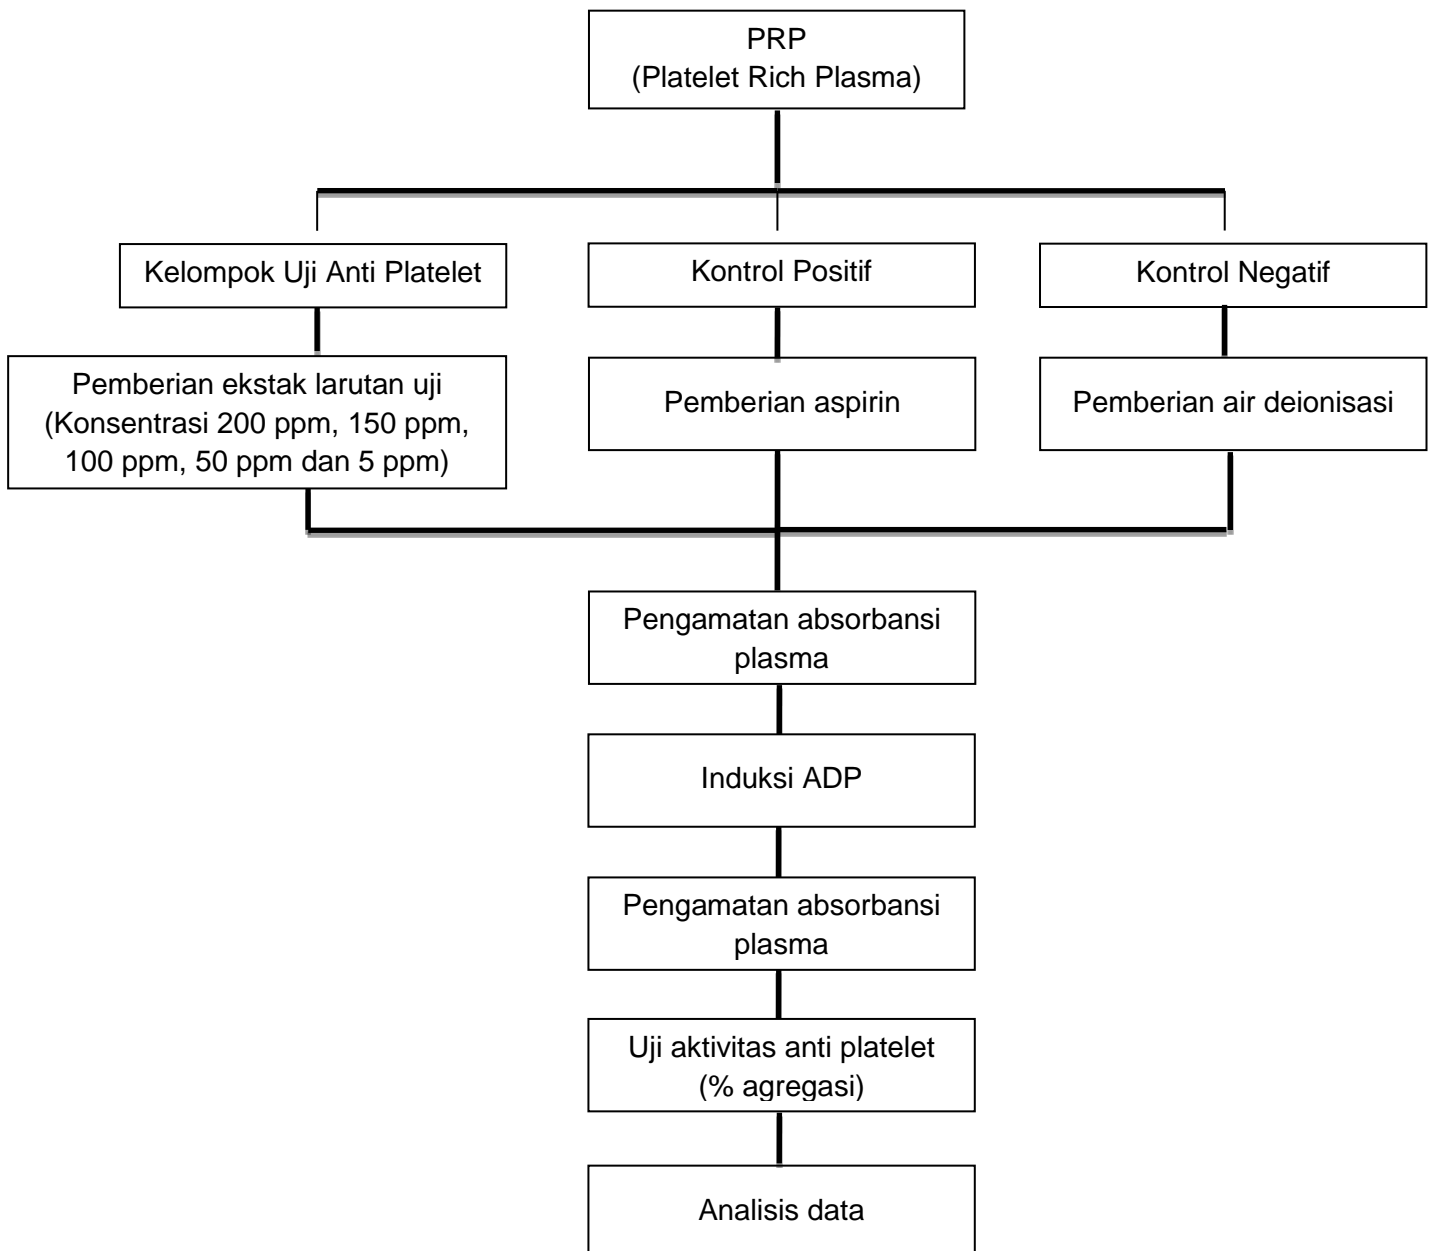 PRP
(Platelet Rich Plasma)
Kelompok Uji Anti Platelet
Kontrol Positif
Kontrol Negatif
Pemberian ekstak larutan uji
(Konsentrasi 200 ppm, 150 ppm,
100 ppm, 50 ppm dan 5 ppm)
Pemberian aspirin
Pemberian air deionisasi
Pengamatan absorbansi
plasma
Induksi ADP
Pengamatan absorbansi
plasma
Uji aktivitas anti platelet
(% agregasi)
Analisis data